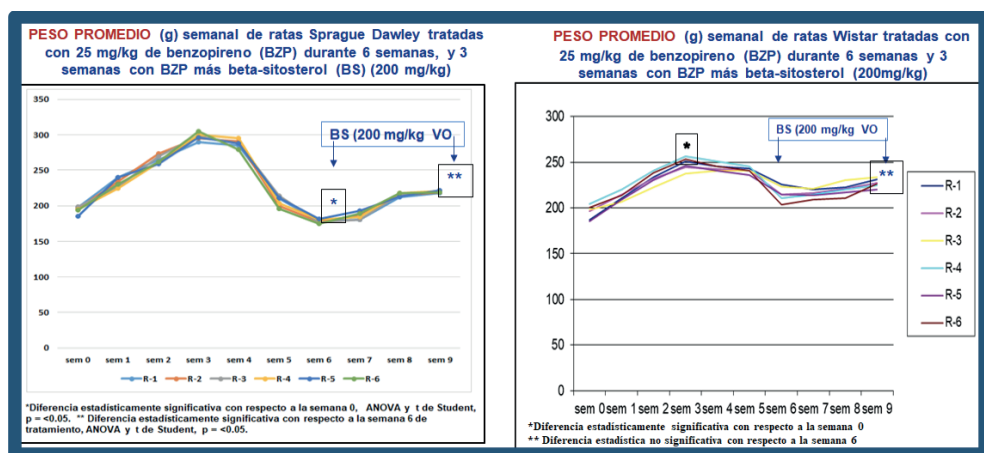 PESO PROMEDIO (g) semanal de ratas Sprague Dawley tratadas
con 25 mg/kg de benzopireno (BZP) durante 6 semanas, y 3
semanas con BZP más beta-sitosterol (BS) (200 mg/kg)
350
300
250
200
150
100
50
0
BS (200 mg/kg VO
*
**
sem 0 sem 1 sem 2 sem 3 sem 4 sem 5 sem 6 sem 7 sem 8 sem 9
R-1 R-2 R-3 R-4 R-5 R-6
*Diferencia estadísticamente significativa con respecto a la semana 0, ANOVA y t de Student,
p = <0.05. ** Diferencia estadísticamente significativa con respecto a la semana 6 de
tratamiento, ANOVA y t de Student, p = <0.05.
PESO PROMEDIO (g) semanal de ratas Wistar tratadas con
25 mg/kg de benzopireno (BZP) durante 6 semanas, y 3
semanas con BZP más beta-sitosterol (200mg/kg)
300
250
200
150
100
50
0
*
BS (200 mg/kg VO
**
sem 0 sem 1 sem 2 sem 3 sem 4 sem 5 sem 6 sem 7 sem 8 sem 9
R-1
R-2
R-3
R-4
R-5
R-6
*Diferencia estadísticamente significativa con respecto a la semana 0
** Diferencia estadística no significativa con respecto a la semana 6